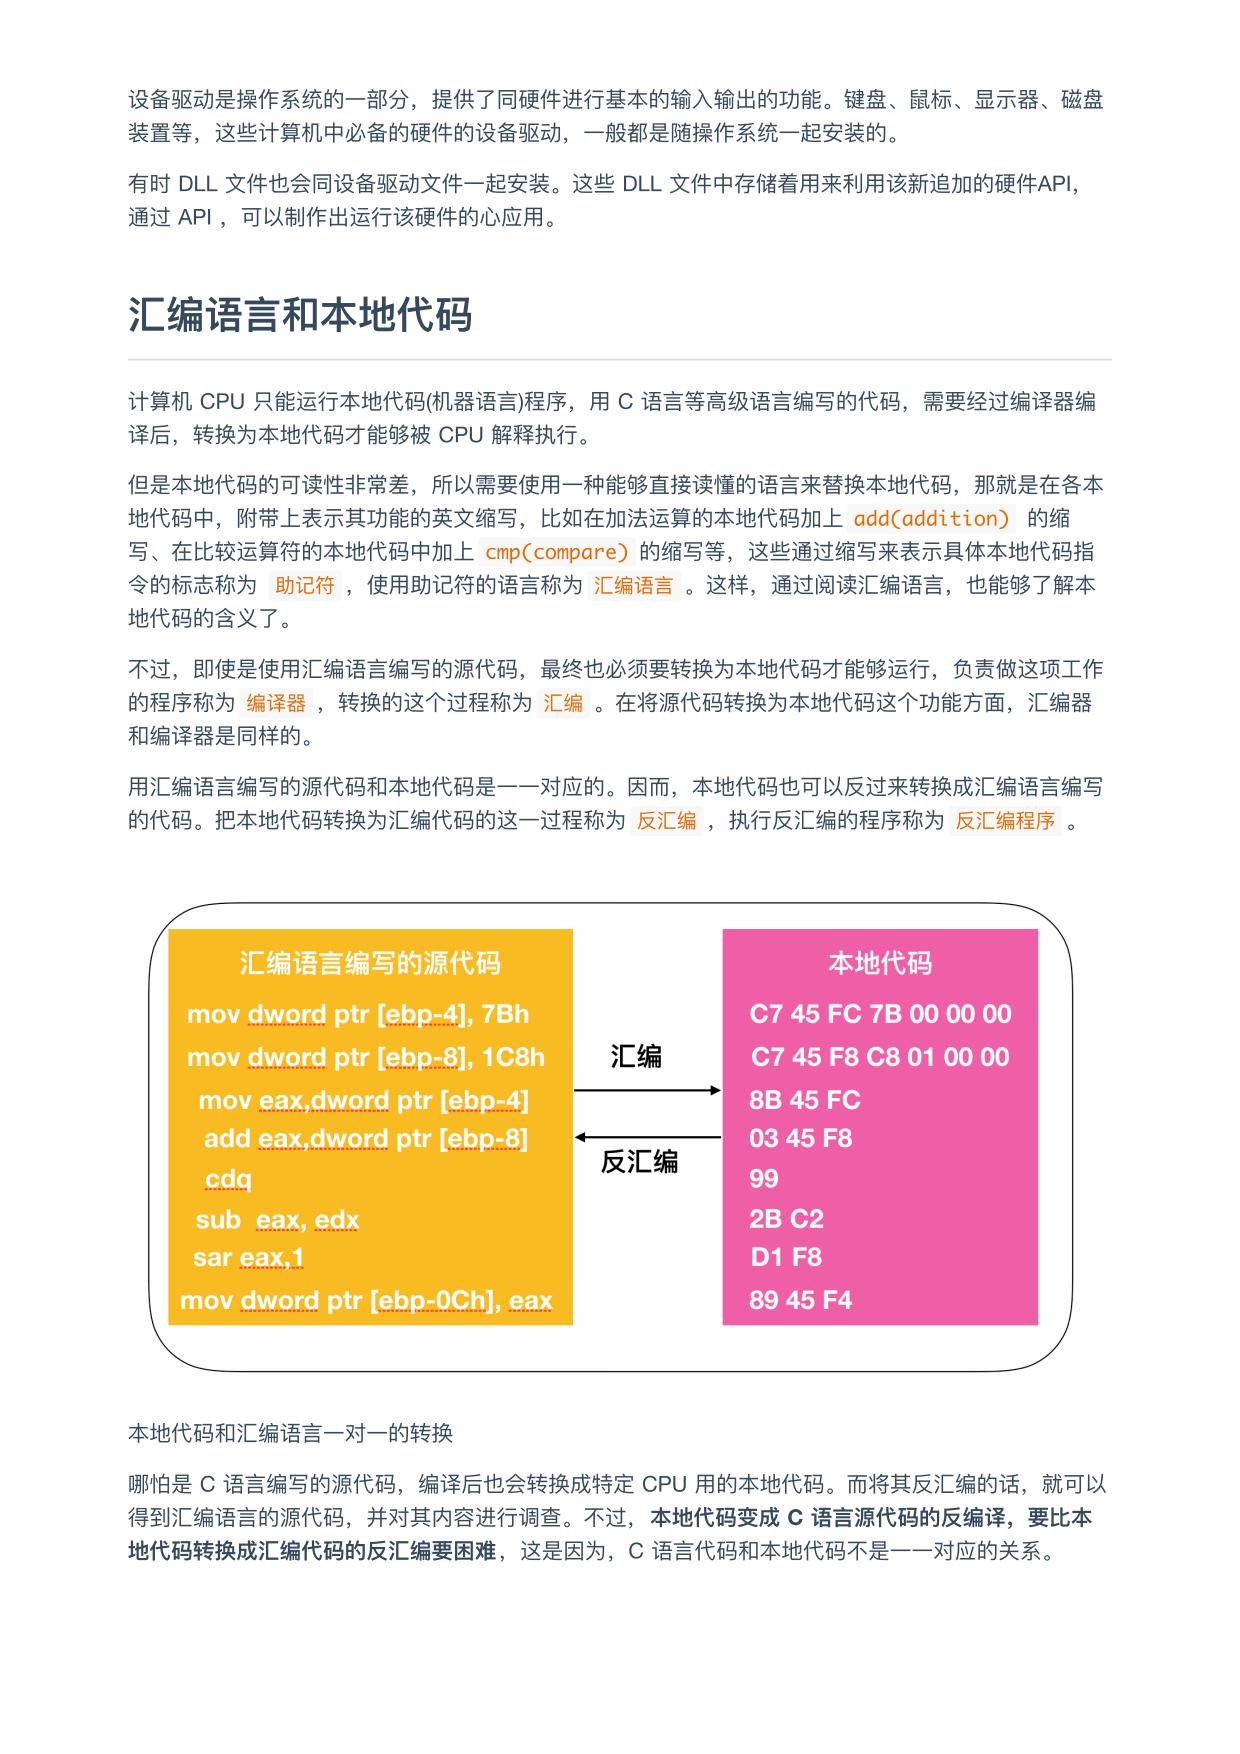 设备驱动是操作系统的一部分，提供了同硬件进行基本的输入输出的功能。键盘、鼠标、显示器、磁盘
装置等，这些计算机中必备的硬件的设备驱动，一般都是随操作系统一起安装的。
有时 DLL 文件也会同设备驱动文件一起安装。这些 DLL 文件中存储着用来利用该新追加的硬件API，
通过 API ，可以制作出运行该硬件的心应用。
汇编语言和本地代码
计算机 CPU 只能运行本地代码(机器语言)程序，用 C 语言等高级语言编写的代码，需要经过编译器编
译后，转换为本地代码才能够被 CPU 解释执行。
但是本地代码的可读性非常差，所以需要使用一种能够直接读懂的语言来替换本地代码，那就是在各本
地代码中，附带上表示其功能的英文缩写，比如在加法运算的本地代码加上 add(addition) 的缩
写、在比较运算符的本地代码中加上 cmp(compare) 的缩写等，这些通过缩写来表示具体本地代码指
令的标志称为 助记符 ，使用助记符的语言称为 汇编语言 。这样，通过阅读汇编语言，也能够了解本
地代码的含义了。
不过，即使是使用汇编语言编写的源代码，最终也必须要转换为本地代码才能够运行，负责做这项工作
的程序称为 编译器 ，转换的这个过程称为 汇编 。在将源代码转换为本地代码这个功能方面，汇编器
和编译器是同样的。
用汇编语言编写的源代码和本地代码是一一对应的。因而，本地代码也可以反过来转换成汇编语言编写
的代码。把本地代码转换为汇编代码的这一过程称为 反汇编 ，执行反汇编的程序称为 反汇编程序 。
汇编语言编写的源代码
mov dword ptr [ebp-4], 7Bh
mov dword ptr [ebp-8], 1C8h
mov eax,dword ptr [ebp-4]
add eax,dword ptr [ebp-8]
cdq
sub eax, edx
sar eax,1
mov dword ptr [ebp-0Ch], eax
汇编
反汇编
本地代码
C7 45 FC 7B 00 00 00
C7 45 F8 C8 01 00 00
8B 45 FC
03 45 F8
99
2B C2
D1 F8
89 45 F4
本地代码和汇编语言一对一的转换
哪怕是 C 语言编写的源代码，编译后也会转换成特定 CPU 用的本地代码。而将其反汇编的话，就可以
得到汇编语言的源代码，并对其内容进行调查。不过，本地代码变成 C 语言源代码的反编译，要比本
地代码转换成汇编代码的反汇编要困难，这是因为，C 语言代码和本地代码不是一一对应的关系。